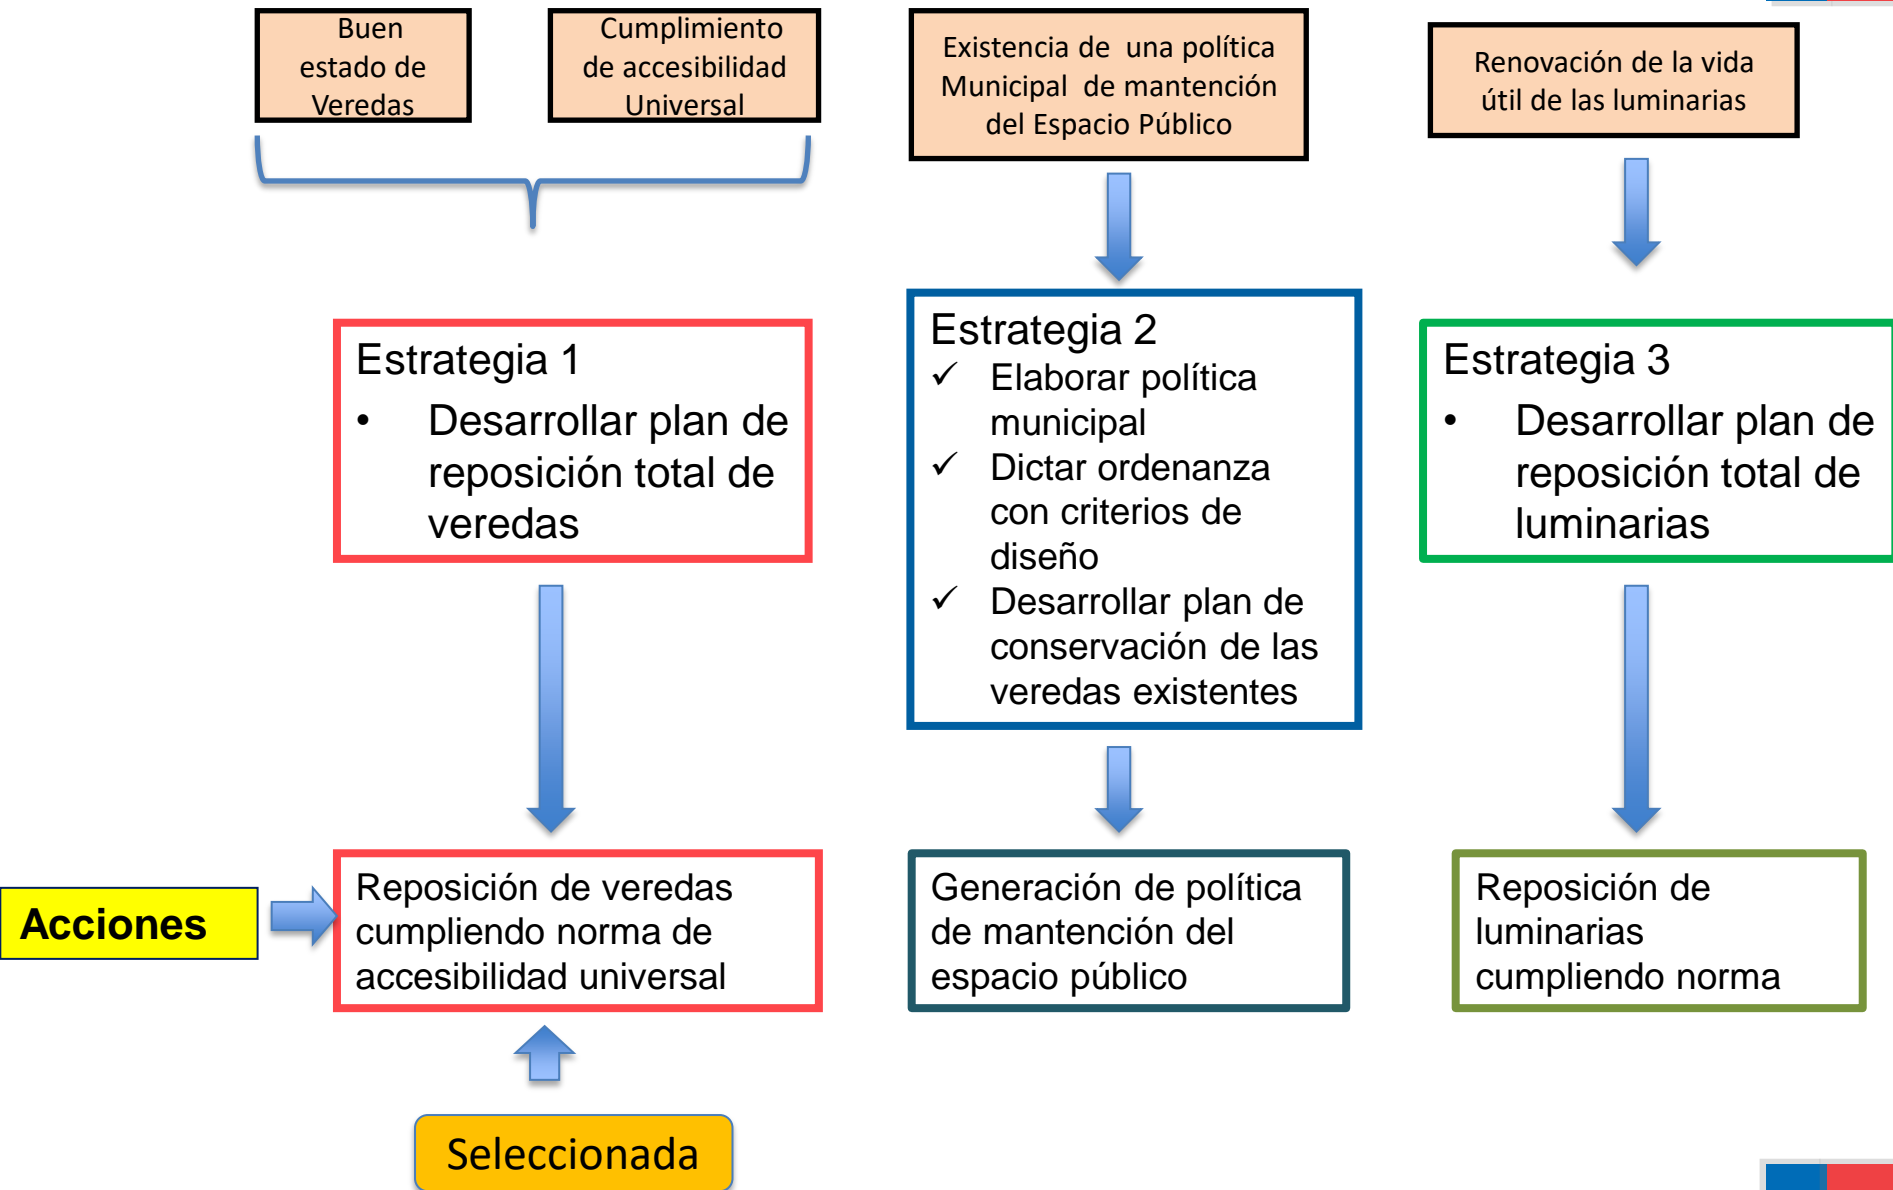 Buen
estado de
Veredas
Cumplimiento
de accesibilidad
Universal
Existencia de una política
Municipal de mantención
del Espacio Público
Renovación de la vida
útil de las luminarias
Estrategia 1
• Desarrollar plan de
reposición total de
veredas
Estrategia 2
✓ Elaborar política
municipal
✓ Dictar ordenanza
con criterios de
diseño
✓ Desarrollar plan de
conservación de las
veredas existentes
Estrategia 3
• Desarrollar plan de
reposición total de
luminarias
Acciones
Reposición de veredas
cumpliendo norma de
accesibilidad universal
Generación de política
de mantención del
espacio público
Reposición de
luminarias
cumpliendo norma
Seleccionada